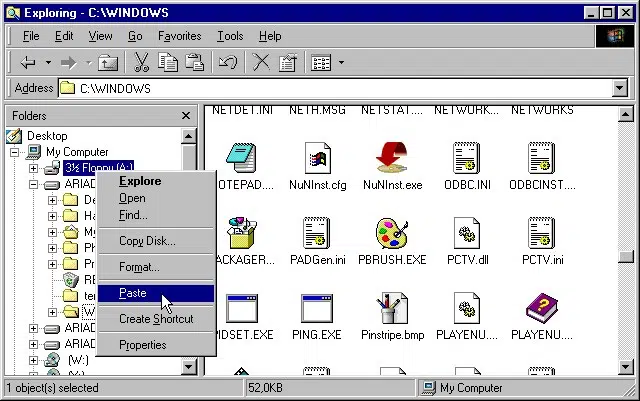 Exploring - C:\WINDOWS
File Edit View Go Favorites Tools Help
Address C:\WINDOWS
Folders
Desktop
My Computer
3½ Floppy (A:)
ARIAD
De
Ha
My
Ph
Pr
RE
ter
W
ARIAD
ARIAD
(W:)
Explore
Open
Find...
Copy Disk...
Format...
Paste
Create Shortcut
Properties
NETDET.INI NETH.MSG NETSTAT.... NETWORK... NETWORKS
NOTEPAD.... NuNInst.cfg NuNInst.exe ODBC.INI ODBCINST....
PACKAGER... PADGen.ini PBRUSH.EXE PCTV.dll PCTV.ini
PIDSET.EXE PING.EXE Pinstripe.bmp PLAYENU.... PLAYENU....
1 object(s) selected 52,0KB My Computer